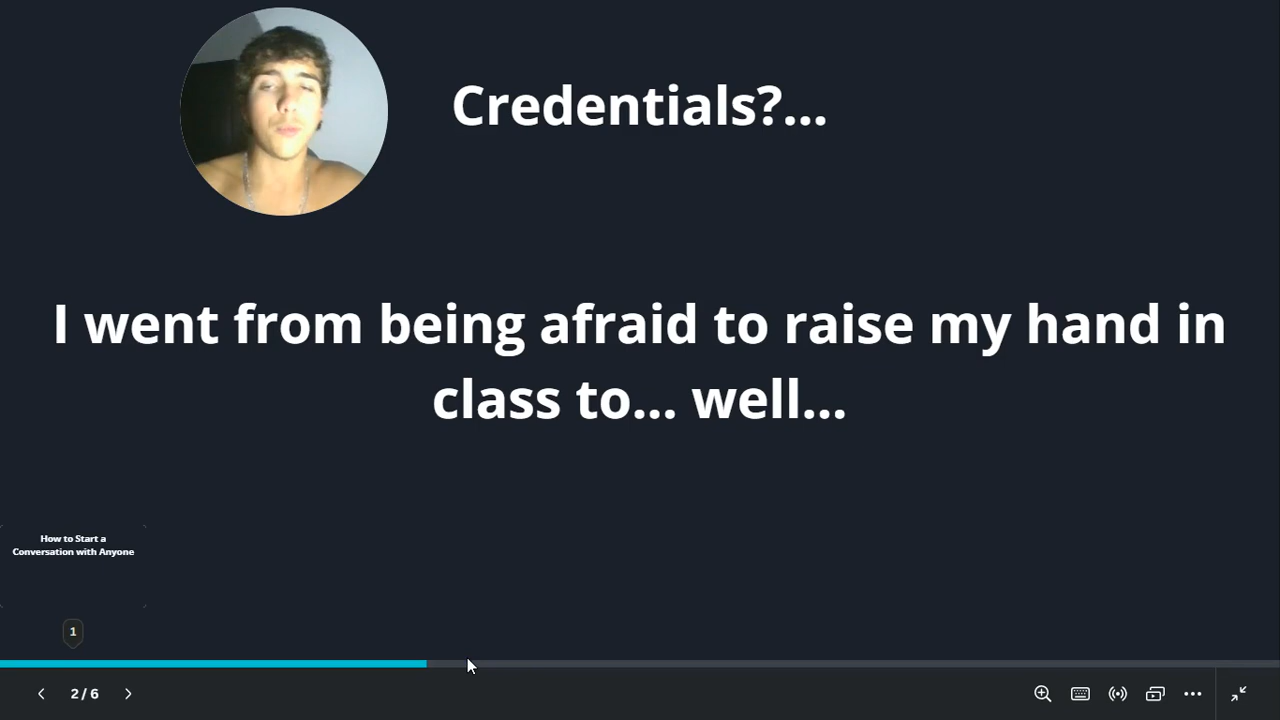 Credentials?...
I went from being afraid to raise my hand in
class to... well...
How to Start a
Conversation with Anyone
1
2 / 6